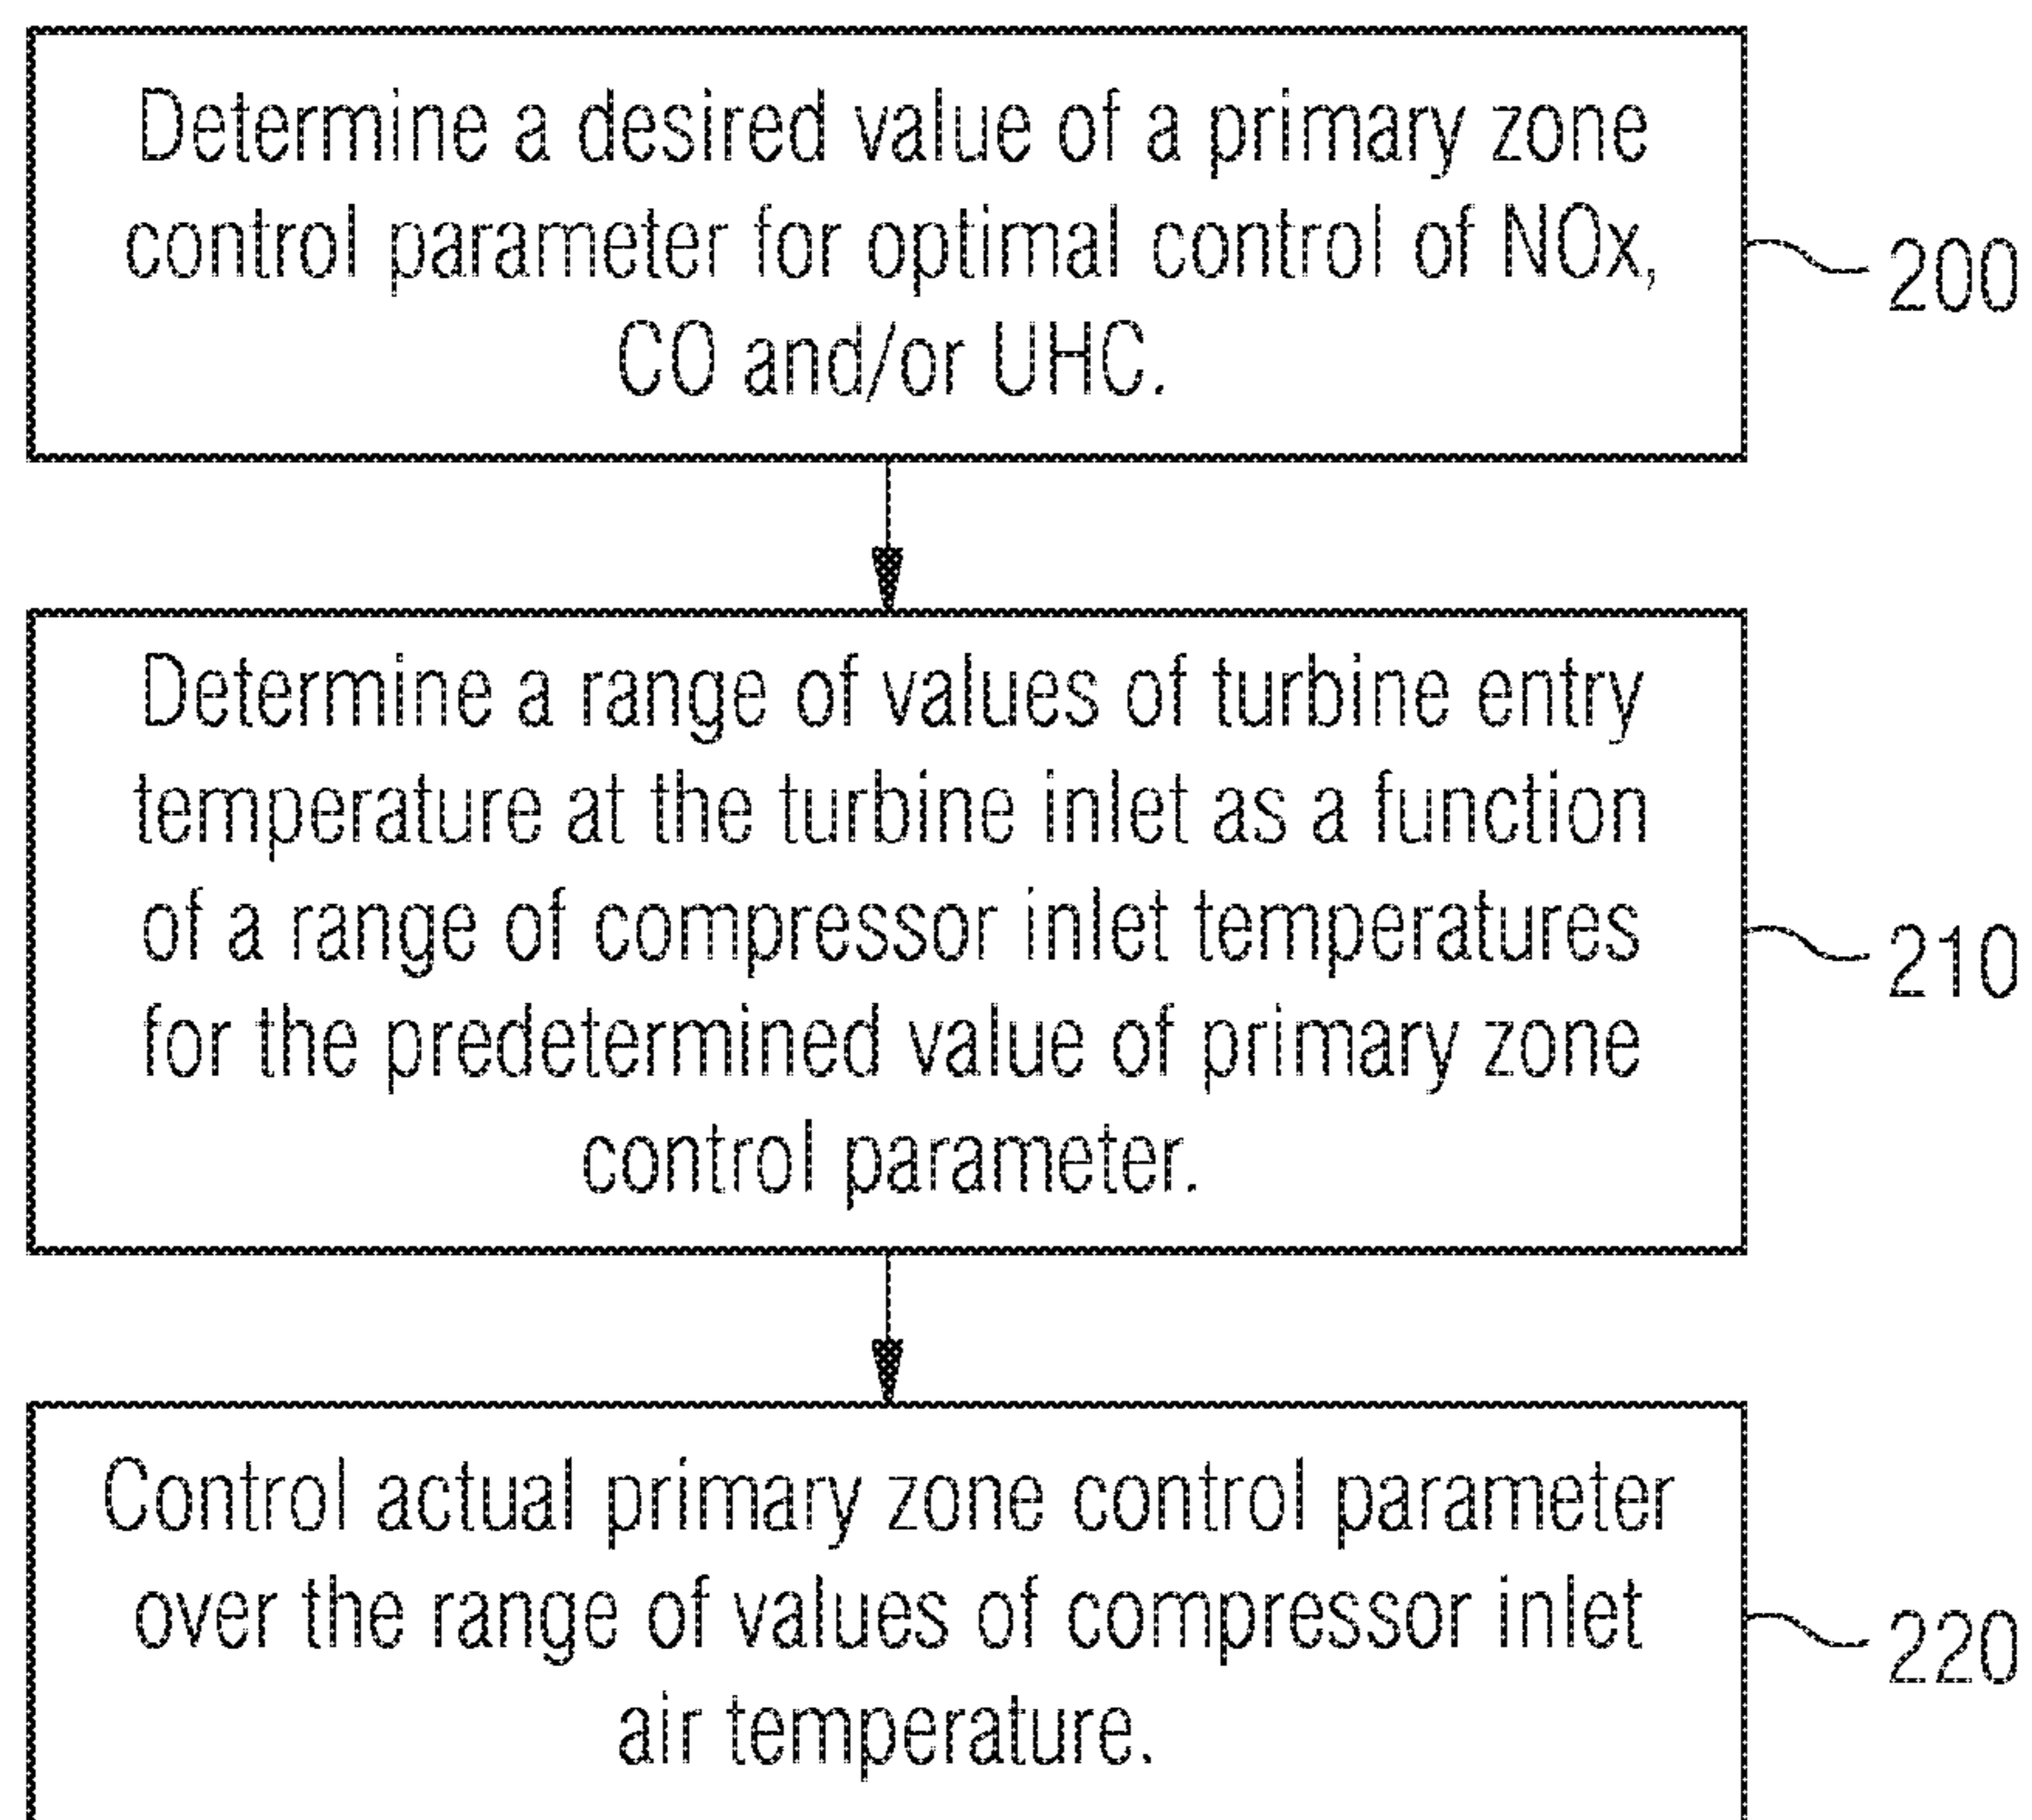 Determine a desired value of a primary zone
control parameter for optimal control of NOx,
CO and/or UHC.
200
Determine a range of values of turbine entry
temperature at the turbine inlet as a function
of a range of compressor inlet temperatures
for the predetermined value of primary zone
control parameter.
210
Control actual primary zone control parameter
over the range of values of compressor inlet
air temperature.
220